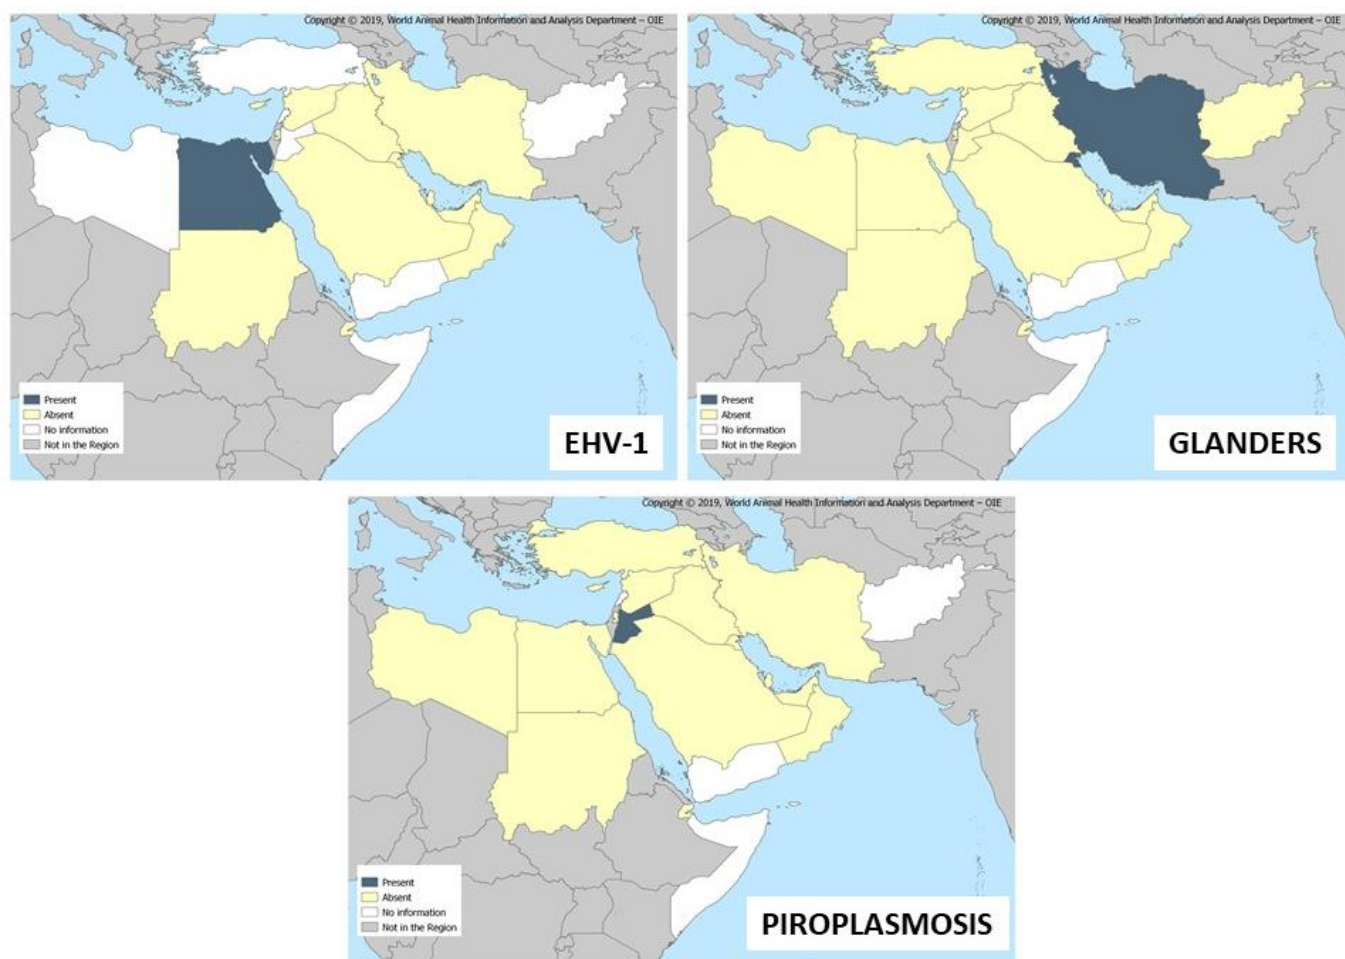 Copyright © 2019, World Animal Health Information and Analysis Department – OIE
Present
Absent
No information
Not in the Region
EHV-1
Copyright © 2019, World Animal Health Information and Analysis Department – OIE
Present
Absent
No information
Not in the Region
GLANDERS
Copyright © 2019, World Animal Health Information and Analysis Department – OIE
Present
Absent
No information
Not in the Region
PIROPLASMOSIS